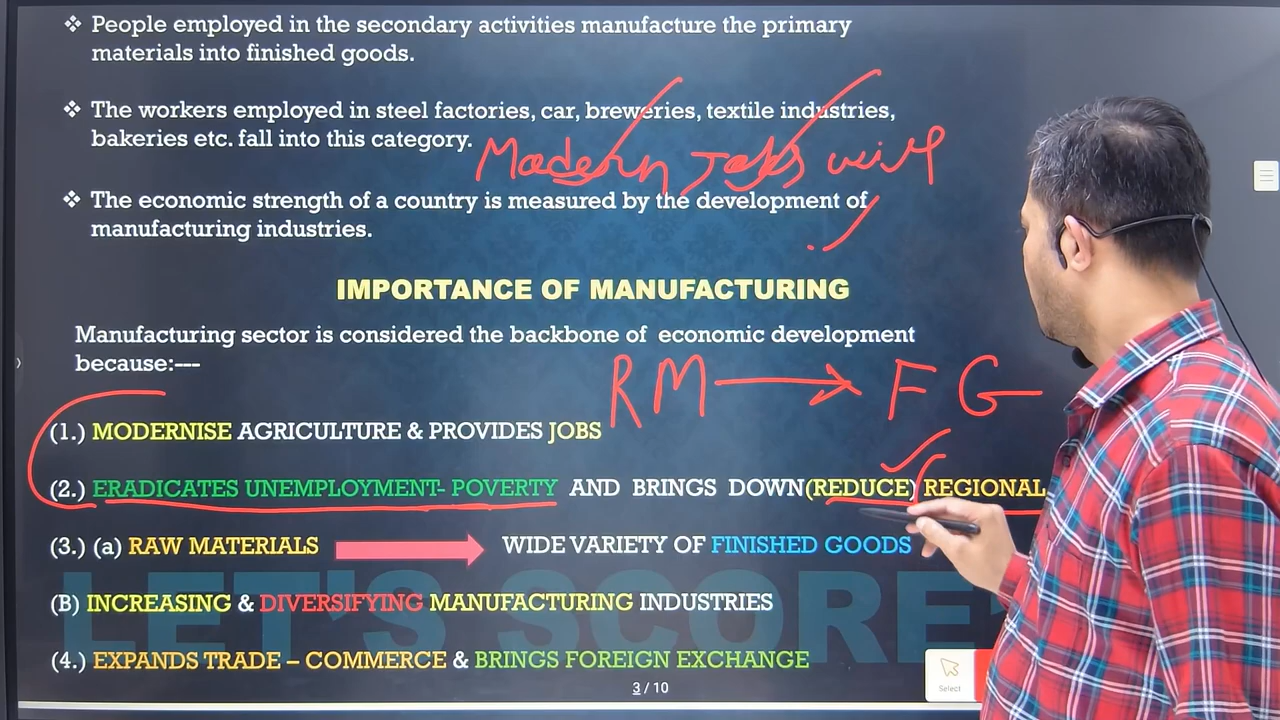 ❖ People employed in the secondary activities manufacture the primary
materials into finished goods.
❖ The workers employed in steel factories, car, breweries, textile industries,
bakeries etc. fall into this category.
Modern
❖ The economic strength of a country is measured by the development of
manufacturing industries.
IMPORTANCE OF MANUFACTURING
Manufacturing sector is considered the backbone of economic development
because:---
RM → FG
(1.) MODERNISE AGRICULTURE & PROVIDES JOBS
(2.) ERADICATES UNEMPLOYMENT- POVERTY AND BRINGS DOWN(REDUCE) REGIONAL
(3.) (a) RAW MATERIALS WIDE VARIETY OF FINISHED GOODS
(B) INCREASING & DIVERSIFYING MANUFACTURING INDUSTRIES
(4.) EXPANDS TRADE – COMMERCE & BRINGS FOREIGN EXCHANGE
LET'S SCORE
3 / 10
Select